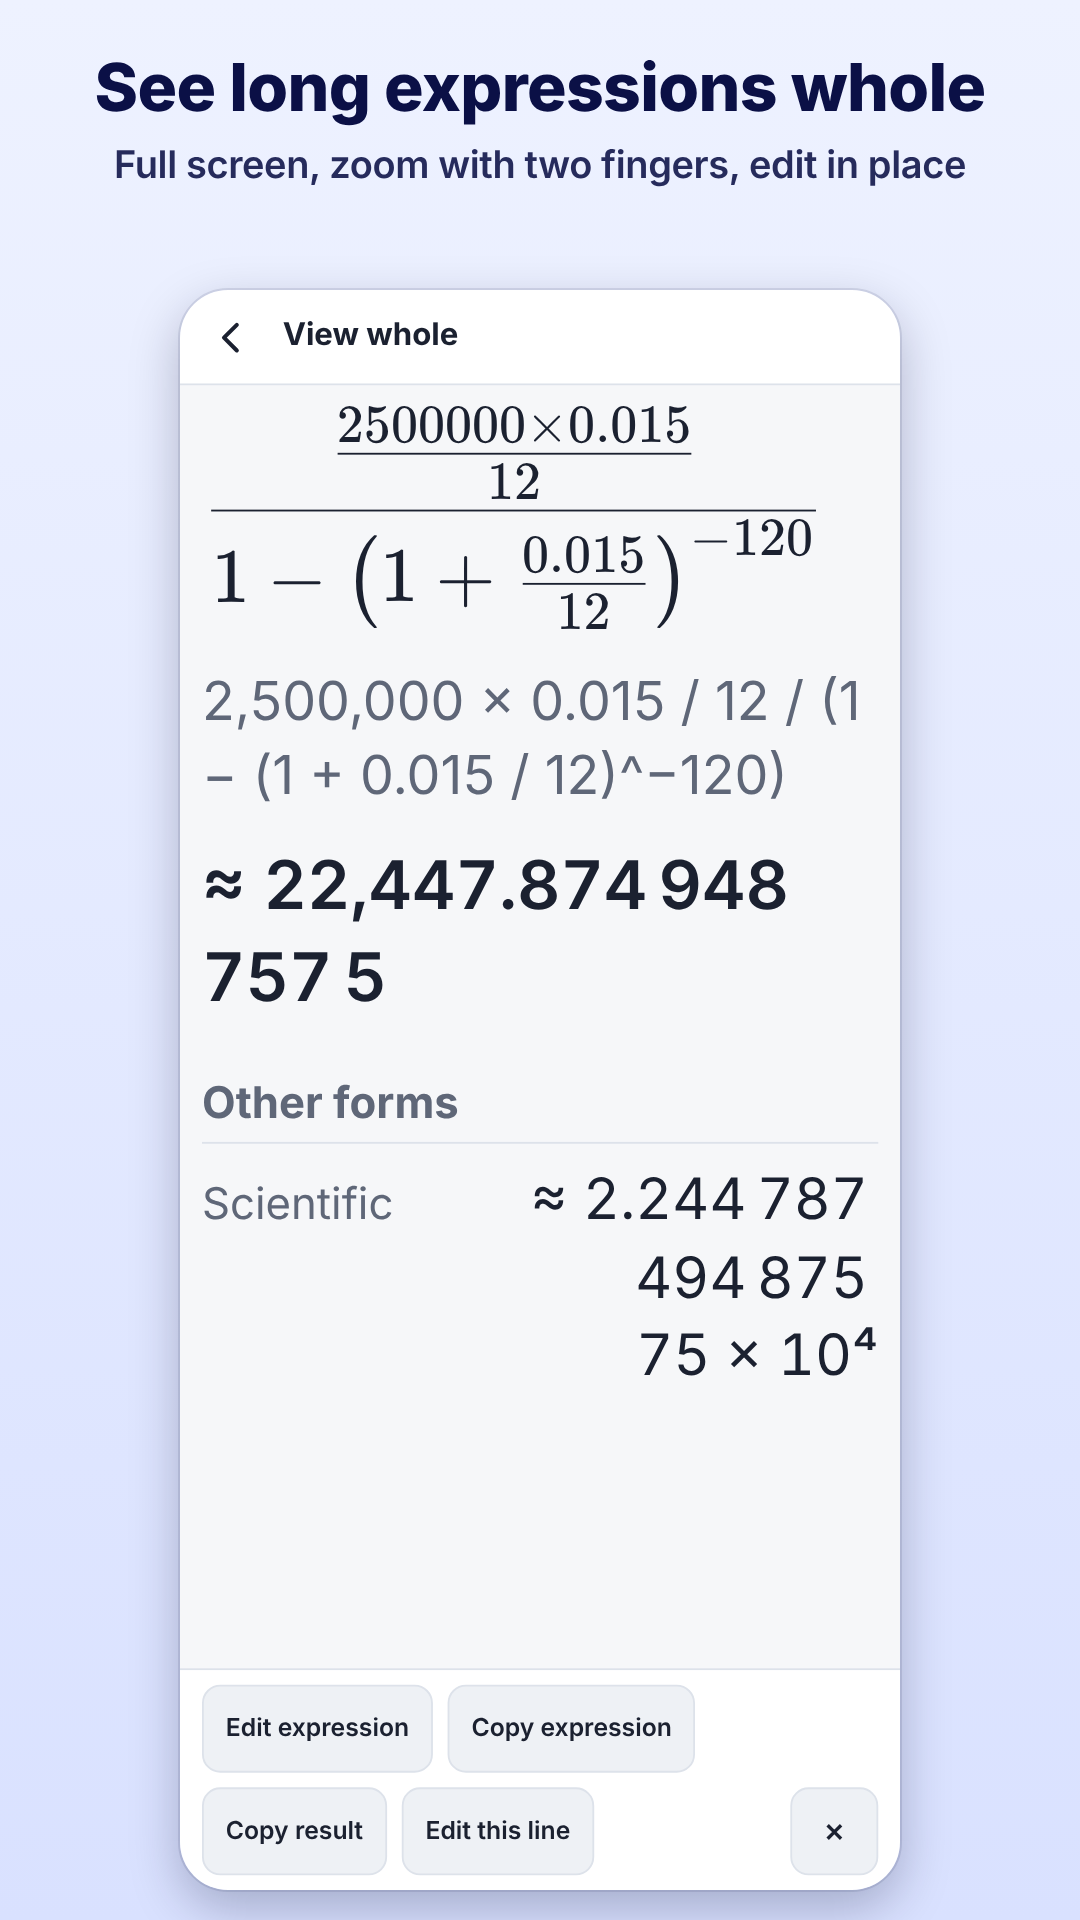 See long expressions whole
Full screen, zoom with two fingers, edit in place
View whole
2500000×0.015
12
1 − (1 + 0.015/12)^−120
2,500,000 × 0.015 / 12 / (1
− (1 + 0.015 / 12)^−120)
≈ 22,447.874 948
757 5
Other forms
Scientific ≈ 2.244 787
494 875
75 × 10⁴
Edit expression Copy expression
Copy result Edit this line ×